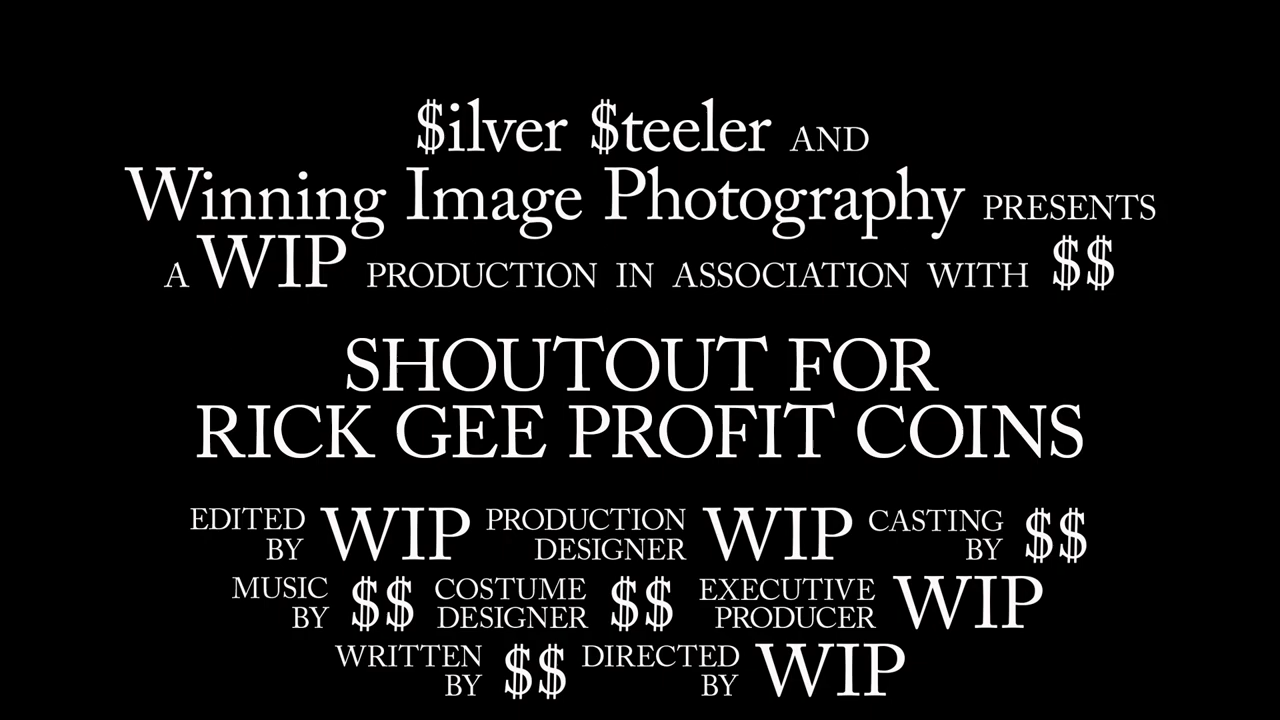 $ilver $teeler AND
Winning Image Photography PRESENTS
A WIP PRODUCTION IN ASSOCIATION WITH $$
SHOUTOUT FOR
RICK GEE PROFIT COINS
EDITED BY WIP PRODUCTION DESIGNER WIP CASTING BY $$
MUSIC BY $$ COSTUME DESIGNER $$ EXECUTIVE PRODUCER WIP
WRITTEN BY $$ DIRECTED BY WIP